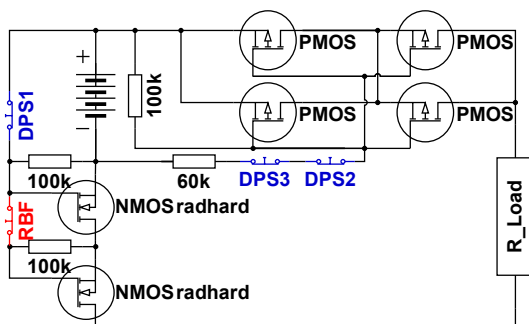 PMOS
PMOS
+
100k
DPS1
PMOS
PMOS
−
100k
60k
DPS3
DPS2
RBF
NMOS radhard
R_Load
100k
NMOS radhard